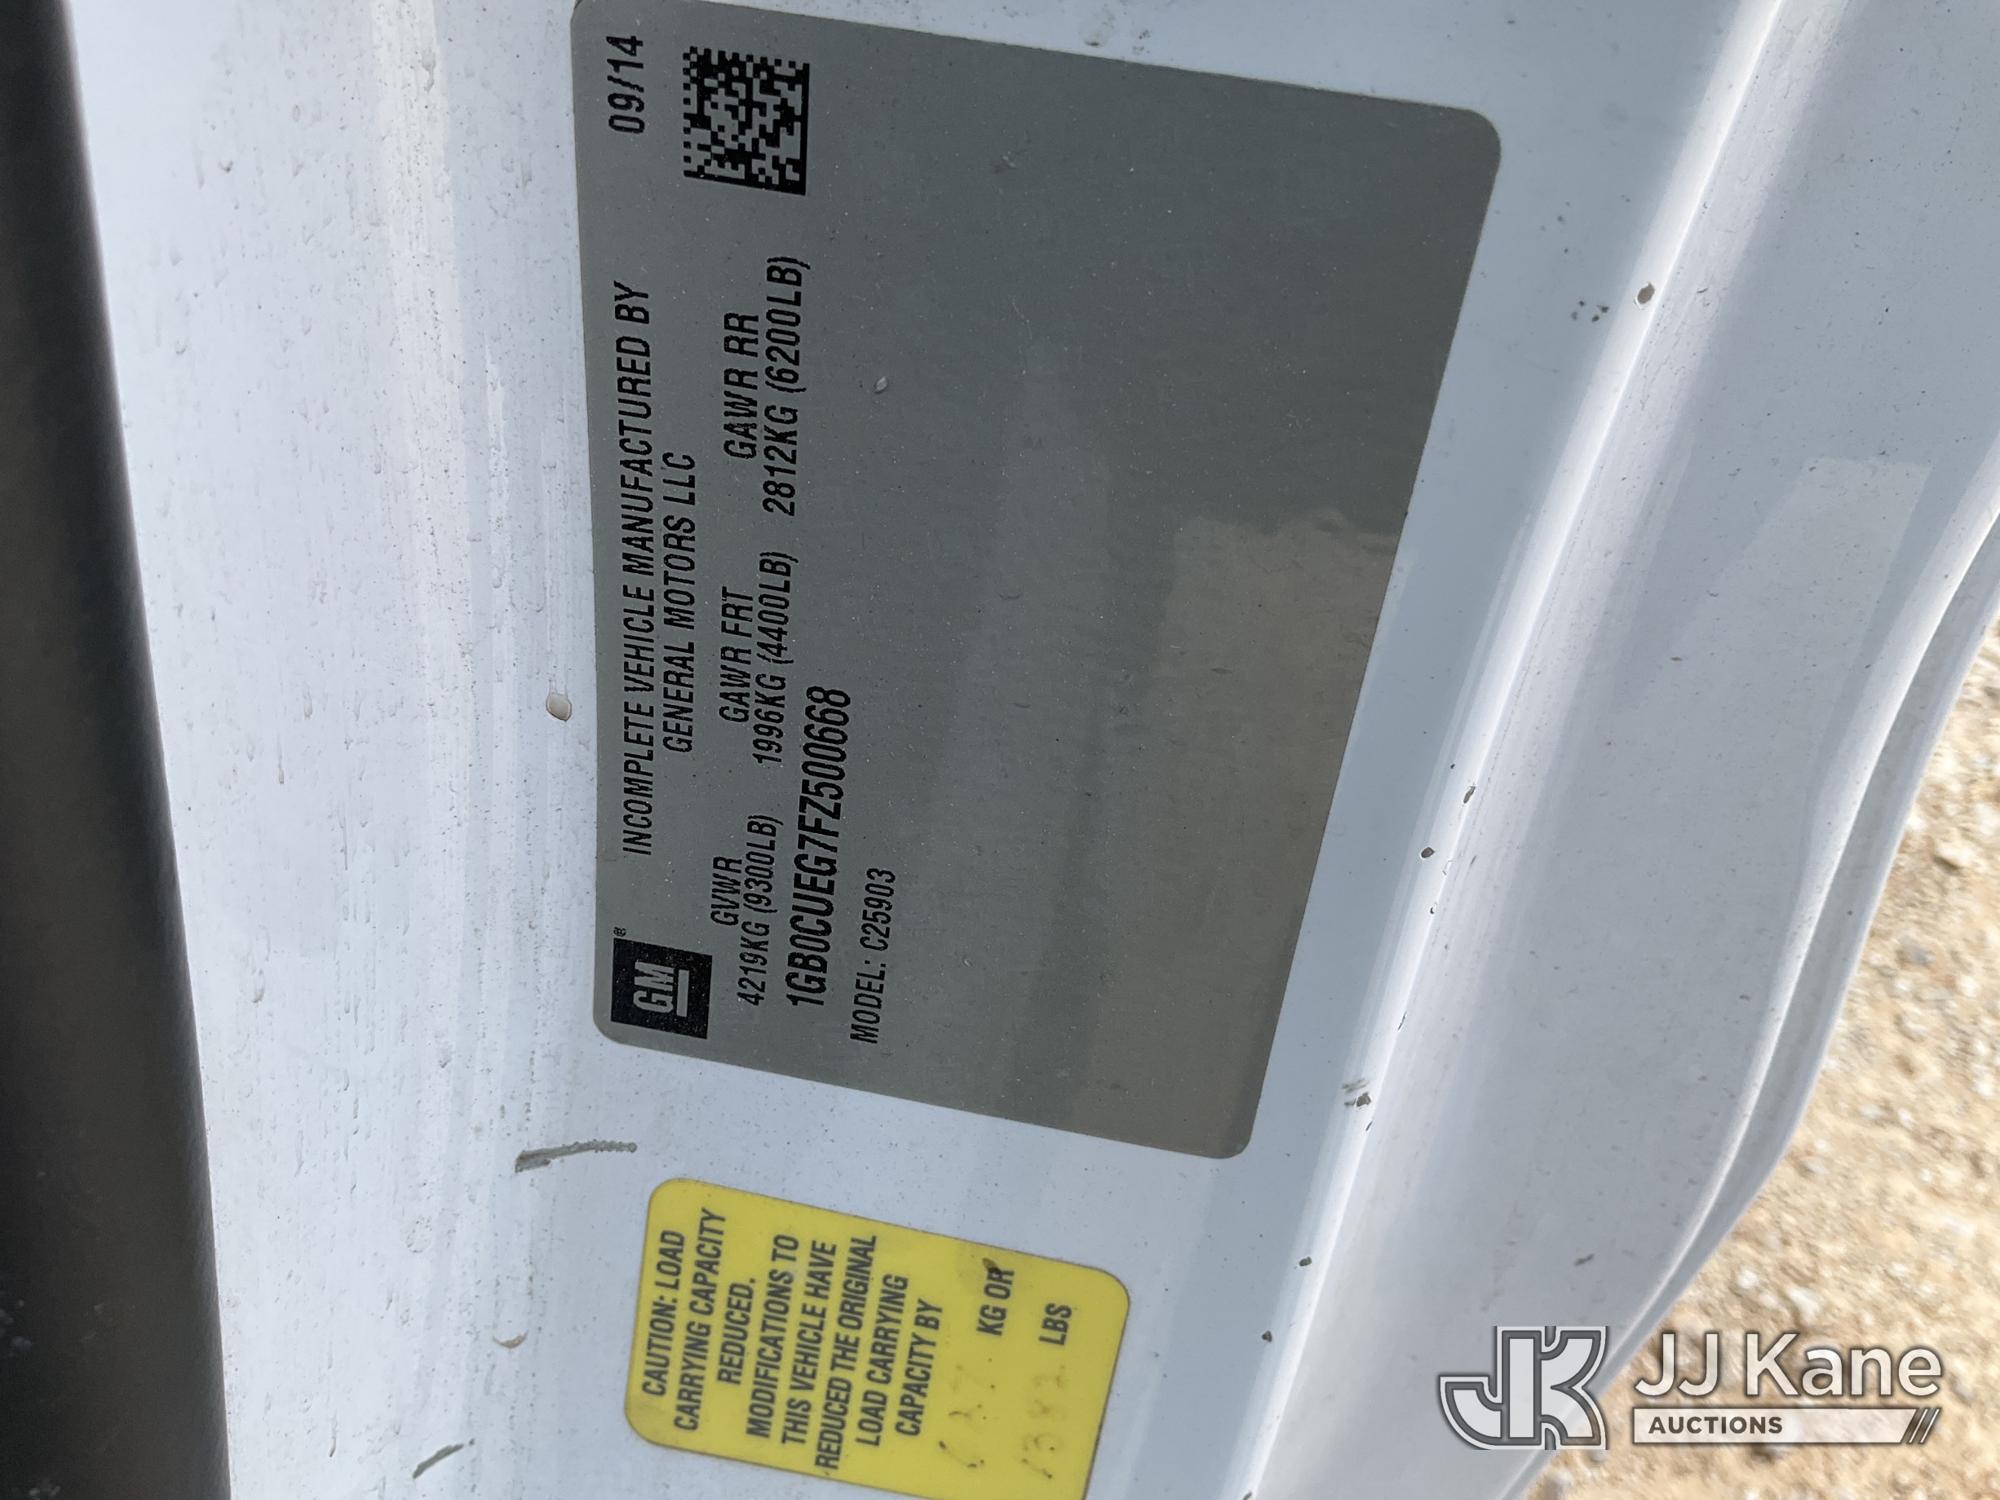 09/14
INCOMPLETE VEHICLE MANUFACTURED BY
GENERAL MOTORS LLC
GM®
GVWR GAWR FRT GAWR RR
4219KG (9300LB) 1996KG (4400LB) 2812KG (6200LB)
1GB0CUEG7FZ500668
MODEL: C25903
CAUTION: LOAD
CARRYING CAPACITY
REDUCED.
MODIFICATIONS TO
THIS VEHICLE HAVE
REDUCED THE ORIGINAL
LOAD CARRYING
CAPACITY BY
KG OR
LBS
JK
JJ Kane
AUCTIONS